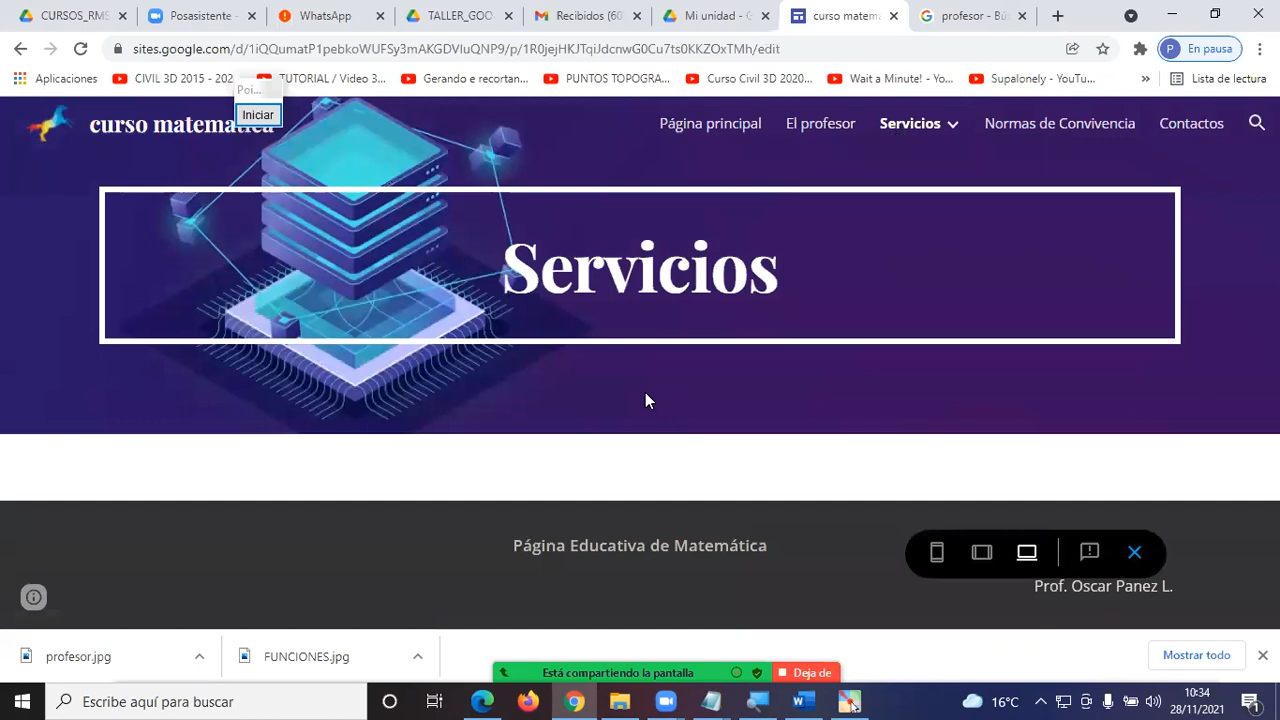 CURSOS_RMS
Posasistente -
WhatsApp
TALLER_GOO
Recibidos (60
Mi unidad - G
curso matem
profesor - Bú
sites.google.com/d/1iQQumatP1pebkoWUFSy3mAKGDVluQNP9/p/1R0jejHKJTqiJdcnwG0Cu7ts0KKZOxTMh/edit
P En pausa
Aplicaciones
CIVIL 3D 2015 - 202
TUTORIAL / Video 3...
Gerando e recortan...
PUNTOS TOPOGRA...
Curso Civil 3D 2020...
Wait a Minute! - Yo...
Supalonely - YouTu...
»
Lista de lectura
Poi...
Iniciar
curso matematica
Página principal
El profesor
Servicios
Normas de Convivencia
Contactos
Servicios
Página Educativa de Matemática
Prof. Oscar Panez L.
profesor.jpg
FUNCIONES.jpg
Mostrar todo
Está compartiendo la pantalla
Deja de
Escribe aquí para buscar
16°C
10:34
28/11/2021
1